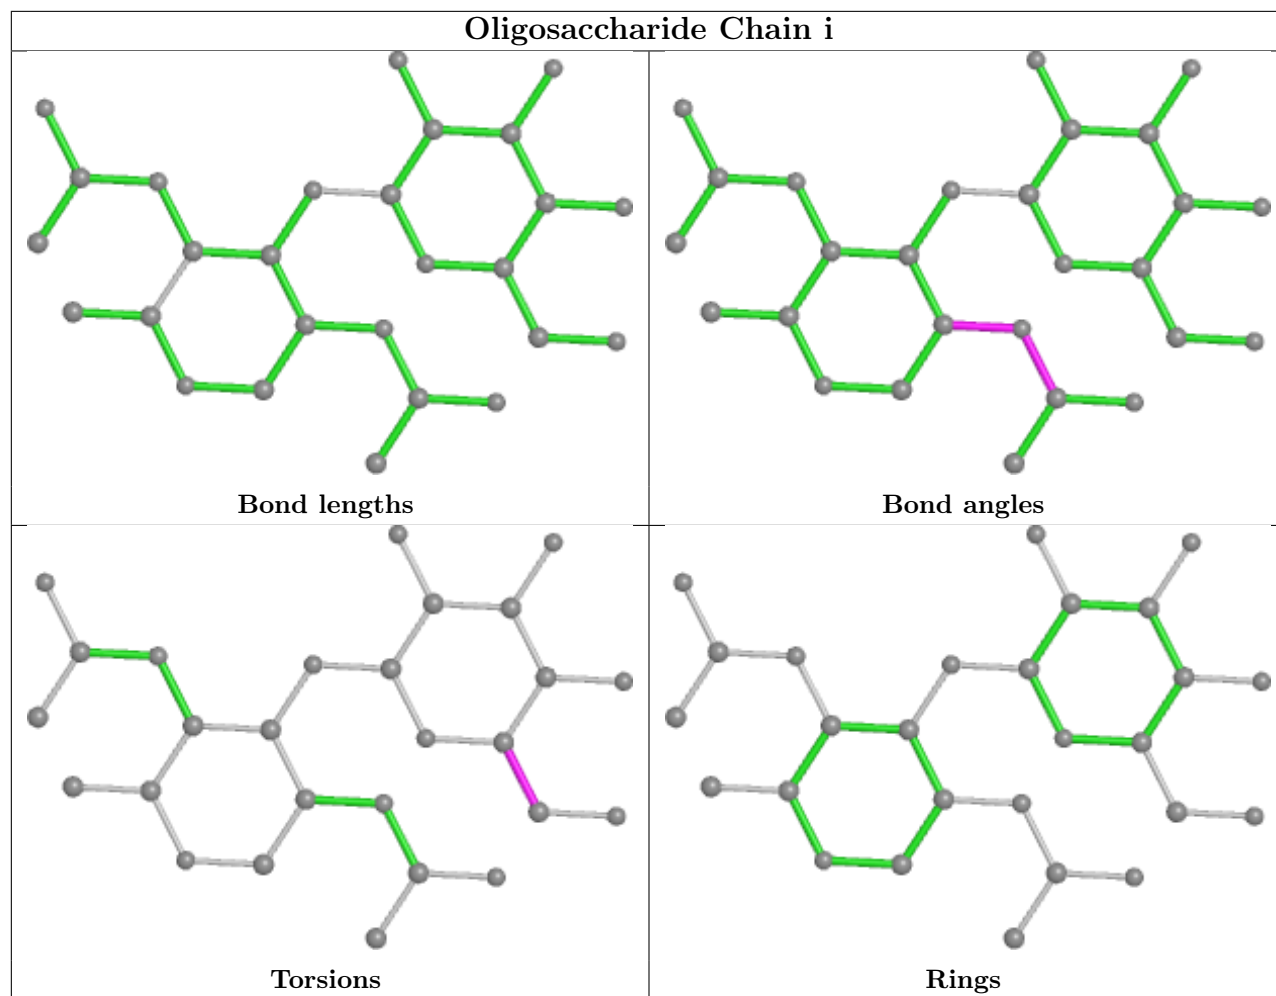 Oligosaccharide Chain i
Bond lengths
Bond angles
Torsions
Rings